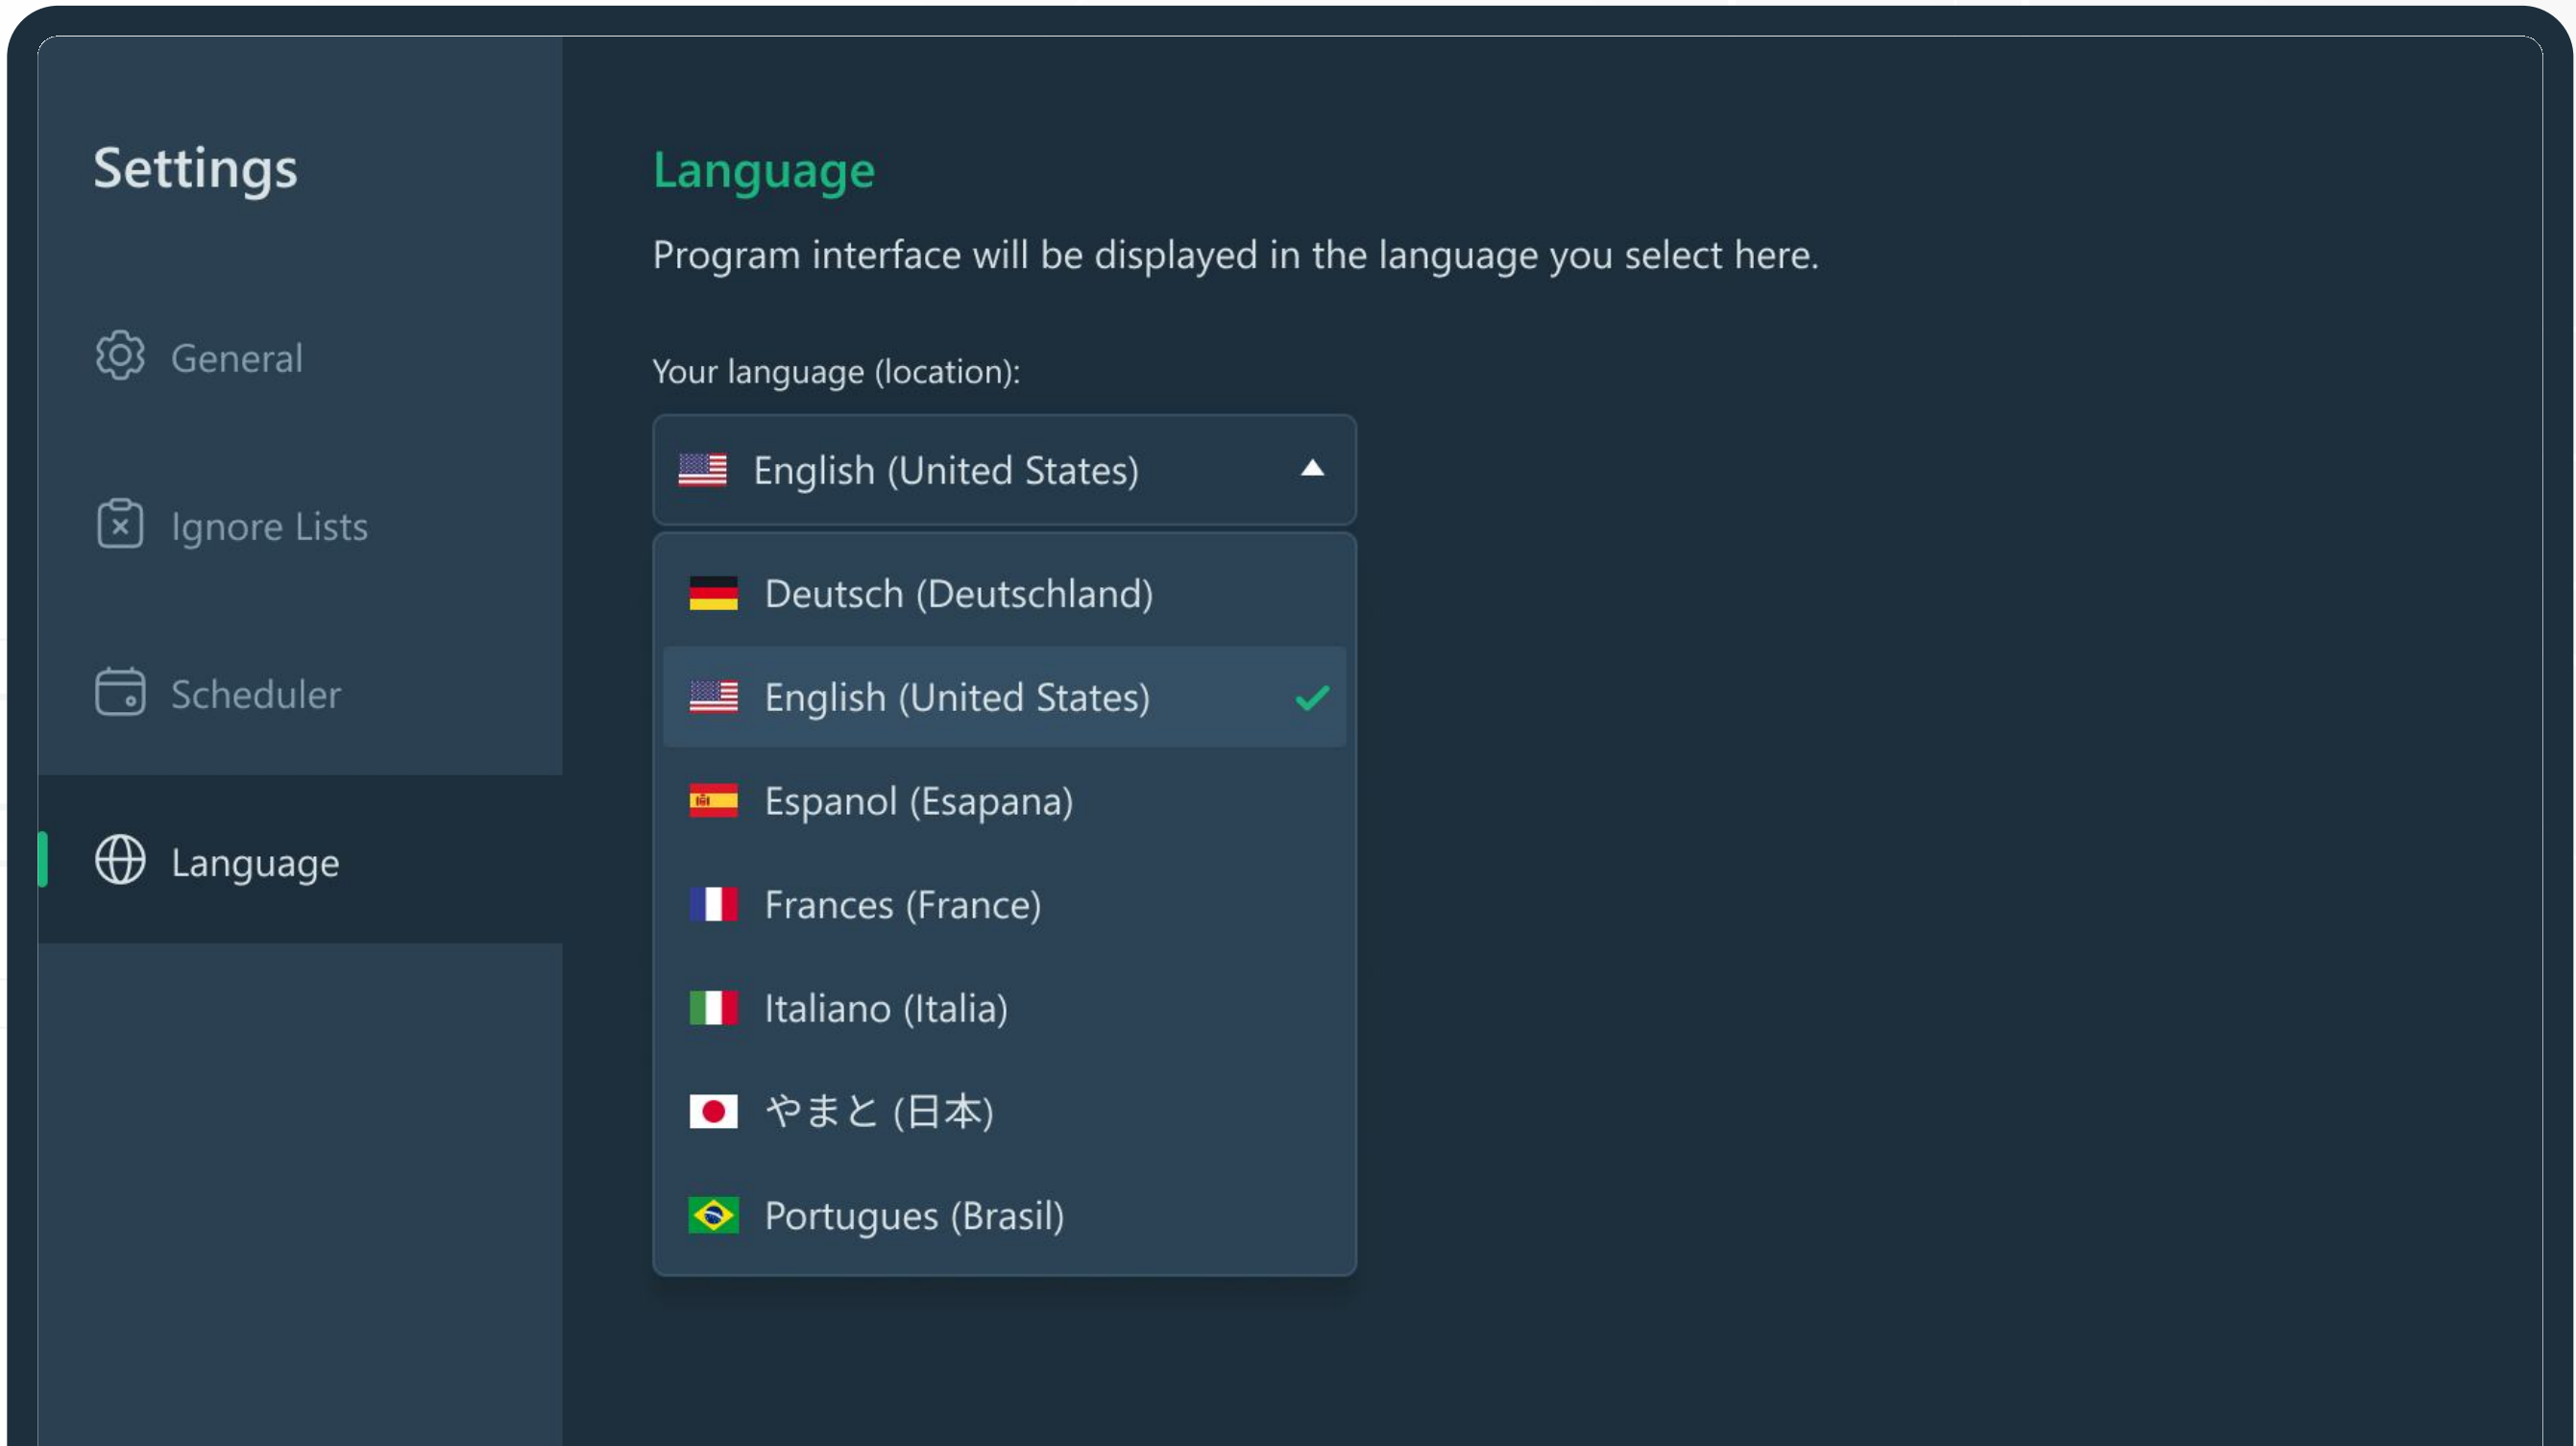 Settings
General
Ignore Lists
Scheduler
Language
Language
Program interface will be displayed in the language you select here.
Your language (location):
English (United States)
Deutsch (Deutschland)
English (United States)
Espanol (Esapana)
Frances (France)
Italiano (Italia)
やまと (日本)
Portugues (Brasil)